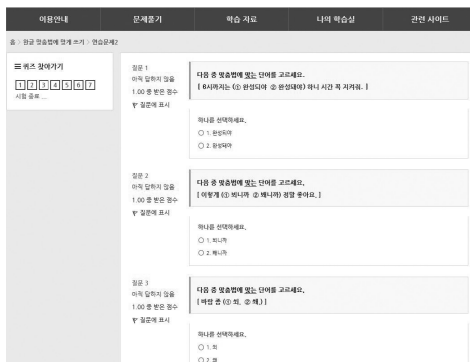 이용안내 문제풀기 학습 자료 나의 학습실 관련 사이트
홈 > 한글 맞춤법에 맞게 쓰기 > 연습문제2
퀴즈 찾아가기
1 2 3 4 5 6 7
시험 종료 ...
질문 1
아직 답하지 않음
1.00 중 받은 점수
질문에 표시
다음 중 맞춤법에 맞는 단어를 고르세요.
[ 8시까지는 (① 완성되야 ② 완성돼야) 하니 시간 꼭 지켜줘. ]
하나를 선택하세요.
1. 완성되야
2. 완성돼야
질문 2
아직 답하지 않음
1.00 중 받은 점수
질문에 표시
다음 중 맞춤법에 맞는 단어를 고르세요.
[ 이렇게 (① 뵈니까 ② 봬니까) 정말 좋아요. ]
하나를 선택하세요.
1. 뵈니까
2. 봬니까
질문 3
아직 답하지 않음
1.00 중 받은 점수
질문에 표시
다음 중 맞춤법에 맞는 단어를 고르세요.
[ 바람 좀 (① 쐬. ② 쐐.) ]
하나를 선택하세요.
1. 쐬
2. 쐐